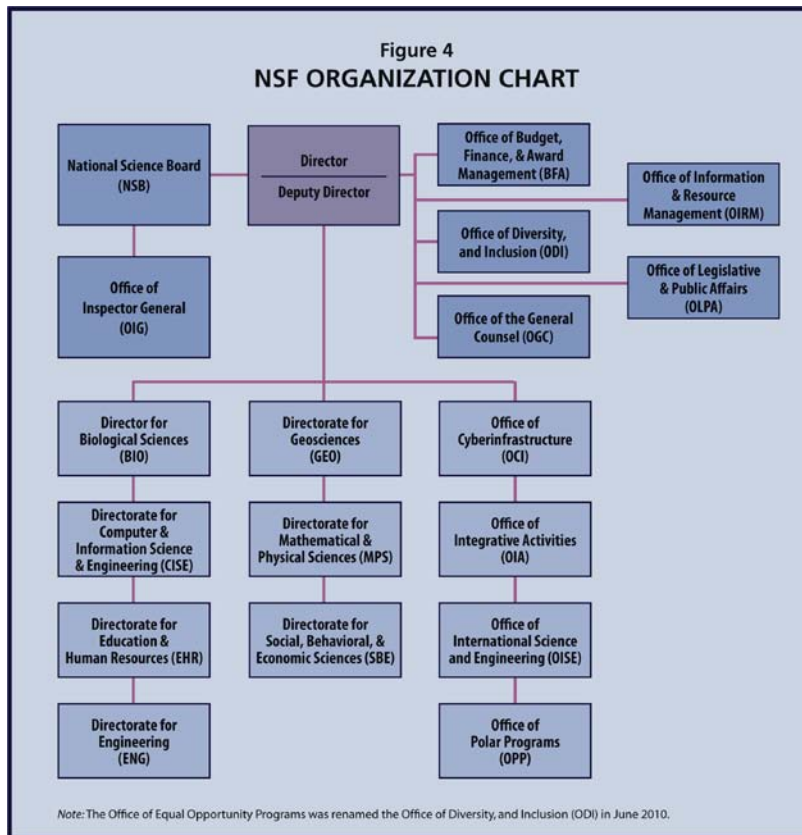 Figure 4
NSF ORGANIZATION CHART
National Science Board
(NSB)
Director
Deputy Director
Office of Budget,
Finance, & Award
Management (BFA)
Office of Information
& Resource
Management (OIRM)
Office of Diversity,
and Inclusion (ODI)
Office of Legislative
& Public Affairs
(OLPA)
Office of the General
Counsel (OGC)
Office of
Inspector General
(OIG)
Director for
Biological Sciences
(BIO)
Directorate for
Geosciences
(GEO)
Office of
Cyberinfrastructure
(OCI)
Directorate for
Computer &
Information Science
& Engineering (CISE)
Directorate for
Mathematical &
Physical Sciences (MPS)
Office of
Integrative Activities
(OIA)
Directorate for
Education &
Human Resources (EHR)
Directorate for
Social, Behavioral, &
Economic Sciences (SBE)
Office of
International Science
and Engineering (OISE)
Directorate for
Engineering
(ENG)
Office of
Polar Programs
(OPP)
Note: The Office of Equal Opportunity Programs was renamed the Office of Diversity, and Inclusion (ODI) in June 2010.